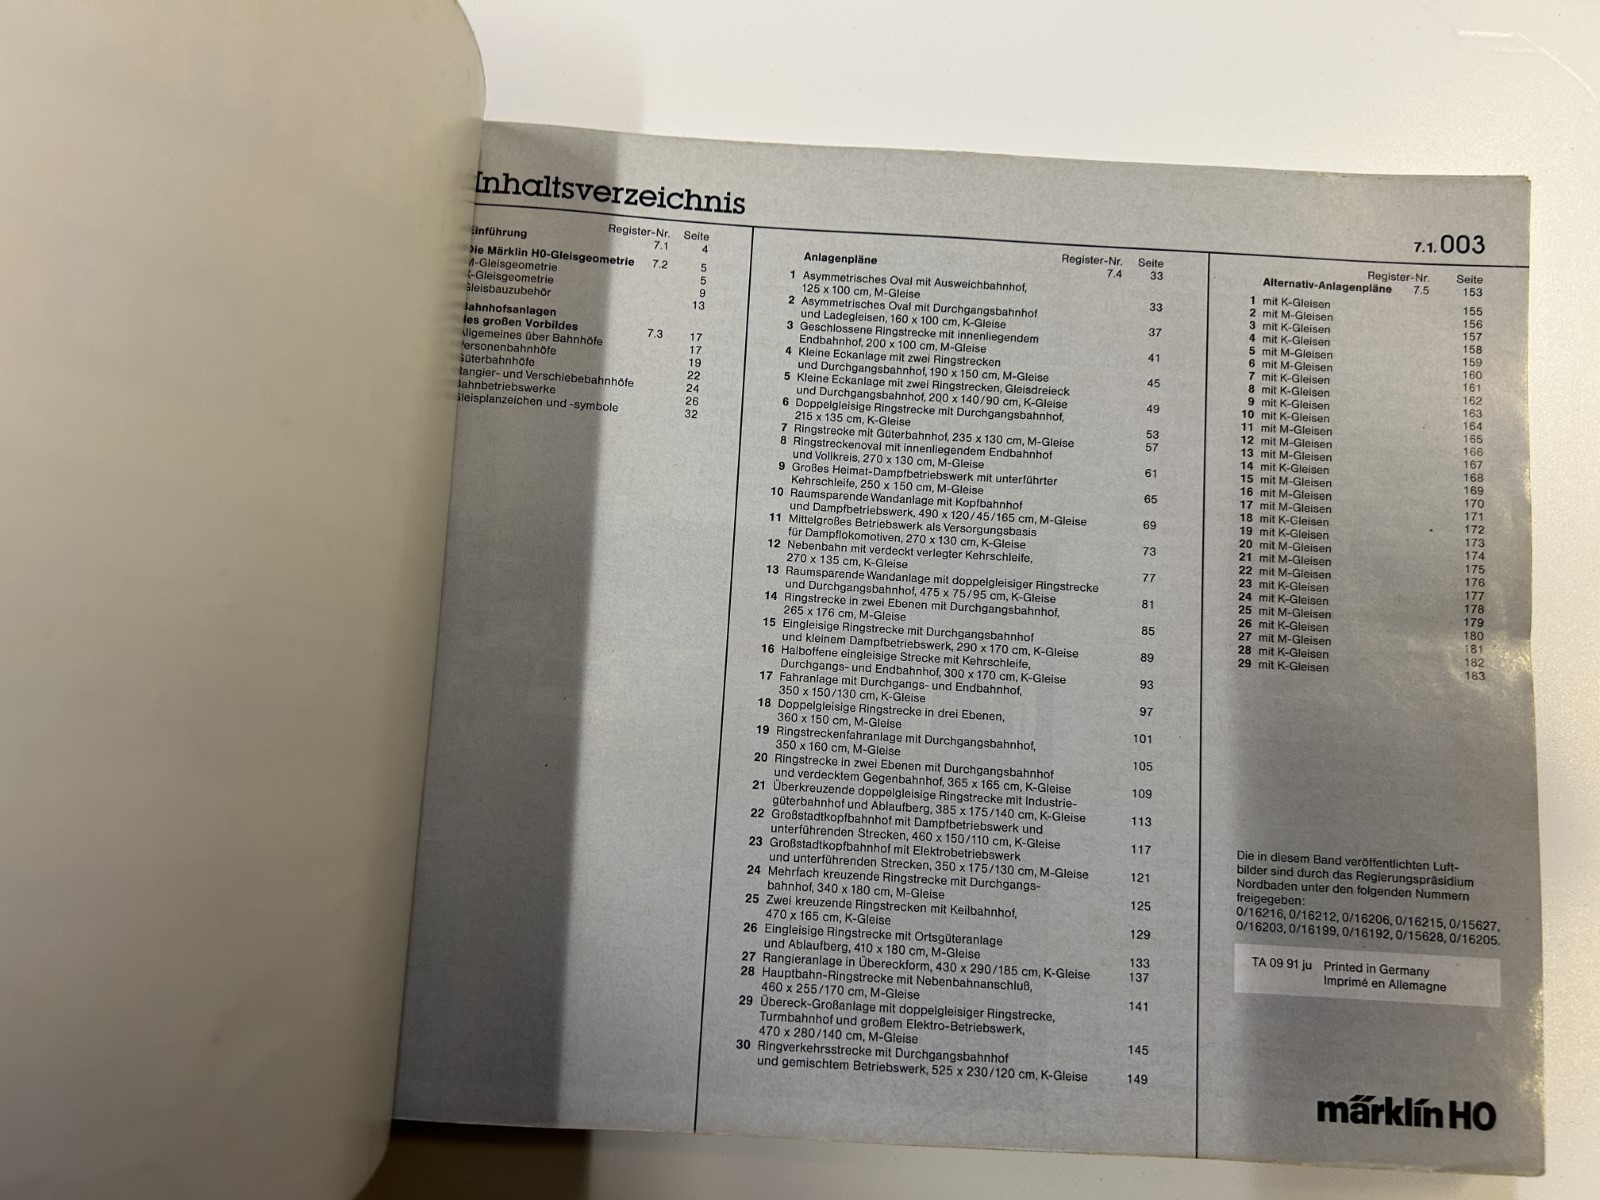 Inhaltsverzeichnis
7.1.003
Einführung Register-Nr. Seite
7.1 4
Die Märklin H0-Gleisgeometrie 7.2 5
M-Gleisgeometrie 5
K-Gleisgeometrie 9
Gleisbauzubehör 13
Bahnhofsanlagen
des großen Vorbildes 7.3 17
Allgemeines über Bahnhöfe 17
Personenbahnhöfe 19
Güterbahnhöfe 22
Rangier- und Verschiebebahnhöfe 24
Bahnbetriebswerke 26
Gleisplanzeichen und -symbole 32
Anlagenpläne Register-Nr. Seite
7.4 33
1 Asymmetrisches Oval mit Ausweichbahnhof,
125 x 100 cm, M-Gleise 33
2 Asymmetrisches Oval mit Durchgangsbahnhof
und Ladegleisen, 160 x 100 cm, K-Gleise 37
3 Geschlossene Ringstrecke mit innenliegendem
Endbahnhof, 200 x 100 cm, M-Gleise 41
4 Kleine Eckanlage mit zwei Ringstrecken
und Durchgangsbahnhof, 190 x 150 cm, M-Gleise 45
5 Kleine Eckanlage mit zwei Ringstrecken, Gleisdreieck
und Durchgangsbahnhof, 200 x 140/90 cm, K-Gleise 49
6 Doppelgleisige Ringstrecke mit Durchgangsbahnhof,
215 x 135 cm, K-Gleise 53
7 Ringstrecke mit Güterbahnhof, 235 x 130 cm, M-Gleise 57
8 Ringstreckenoval mit innenliegendem Endbahnhof
und Vollkreis, 270 x 130 cm, M-Gleise 61
9 Großes Heimat-Dampfbetriebswerk mit unterführter
Kehrschleife, 250 x 150 cm, M-Gleise 65
10 Raumsparende Wandanlage mit Kopfbahnhof
und Dampfbetriebswerk, 490 x 120/45/165 cm, M-Gleise 69
11 Mittelgroßes Betriebswerk als Versorgungsbasis
für Dampflokomotiven, 270 x 130 cm, K-Gleise 73
12 Nebenbahn mit verdeckt verlegter Kehrschleife,
270 x 135 cm, K-Gleise 77
13 Raumsparende Wandanlage mit doppelgleisiger Ringstrecke
und Durchgangsbahnhof, 475 x 75/95 cm, K-Gleise 81
14 Ringstrecke in zwei Ebenen mit Durchgangsbahnhof,
265 x 176 cm, M-Gleise 85
15 Eingleisige Ringstrecke mit Durchgangsbahnhof
und kleinem Dampfbetriebswerk, 290 x 170 cm, K-Gleise 89
16 Halboffene eingleisige Strecke mit Kehrschleife,
Durchgangs- und Endbahnhof, 300 x 170 cm, K-Gleise 93
17 Fahranlage mit Durchgangs- und Endbahnhof,
350 x 150/130 cm, K-Gleise 97
18 Doppelgleisige Ringstrecke in drei Ebenen,
360 x 150 cm, M-Gleise 101
19 Ringstreckenfahranlage mit Durchgangsbahnhof,
350 x 160 cm, M-Gleise 105
20 Ringstrecke in zwei Ebenen mit Durchgangsbahnhof
und verdecktem Gegenbahnhof, 365 x 165 cm, K-Gleise 109
21 Überkreuzende doppelgleisige Ringstrecke mit Industrie-
güterbahnhof und Ablaufberg, 385 x 175/140 cm, K-Gleise 113
22 Großstadtkopfbahnhof mit Dampfbetriebswerk und
unterführenden Strecken, 460 x 150/110 cm, K-Gleise 117
23 Großstadtkopfbahnhof mit Elektrobetriebswerk
und unterführenden Strecken, 350 x 175/130 cm, M-Gleise 121
24 Mehrfach kreuzende Ringstrecke mit Durchgangs-
bahnhof, 340 x 180 cm, M-Gleise 125
25 Zwei kreuzende Ringstrecken mit Keilbahnhof,
470 x 165 cm, K-Gleise 129
26 Eingleisige Ringstrecke mit Ortsgüteranlage
und Ablaufberg, 410 x 180 cm, M-Gleise 133
27 Rangieranlage in Übereckform, 430 x 290/185 cm, K-Gleise 137
28 Hauptbahn-Ringstrecke mit Nebenbahnanschluß,
460 x 255/170 cm, M-Gleise 141
29 Übereck-Großanlage mit doppelgleisiger Ringstrecke,
Turmbahnhof und großem Elektro-Betriebswerk,
470 x 280/140 cm, M-Gleise 145
30 Ringverkehrsstrecke mit Durchgangsbahnhof
und gemischtem Betriebswerk, 525 x 230/120 cm, K-Gleise 149
Register-Nr. Seite
Alternativ-Anlagenpläne 7.5 153
1 mit K-Gleisen 155
2 mit M-Gleisen 156
3 mit K-Gleisen 157
4 mit K-Gleisen 158
5 mit M-Gleisen 159
6 mit M-Gleisen 160
7 mit K-Gleisen 161
8 mit K-Gleisen 162
9 mit K-Gleisen 163
10 mit K-Gleisen 164
11 mit M-Gleisen 165
12 mit M-Gleisen 166
13 mit M-Gleisen 167
14 mit K-Gleisen 168
15 mit M-Gleisen 169
16 mit M-Gleisen 170
17 mit M-Gleisen 171
18 mit K-Gleisen 172
19 mit K-Gleisen 173
20 mit M-Gleisen 174
21 mit M-Gleisen 175
22 mit M-Gleisen 176
23 mit K-Gleisen 177
24 mit K-Gleisen 178
25 mit M-Gleisen 179
26 mit K-Gleisen 180
27 mit M-Gleisen 181
28 mit K-Gleisen 182
29 mit K-Gleisen 183
Die in diesem Band veröffentlichten Luft-
bilder sind durch das Regierungspräsidium
Nordbaden unter den folgenden Nummern
freigegeben:
0/16216, 0/16212, 0/16206, 0/16215, 0/15627,
0/16203, 0/16199, 0/16192, 0/15628, 0/16205.
TA 09 91 ju Printed in Germany
Imprimé en Allemagne
märklin HO